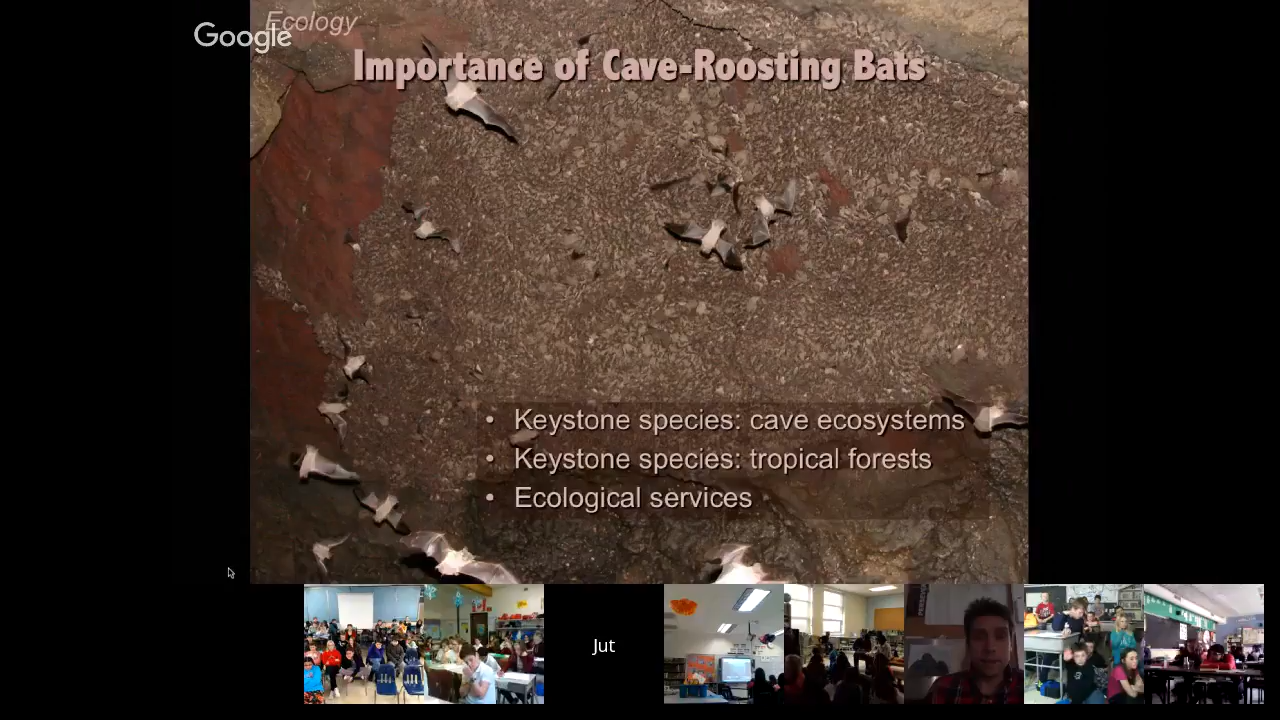 Ecology
Google
Importance of Cave-Roosting Bats
• Keystone species: cave ecosystems
• Keystone species: tropical forests
• Ecological services
Jut